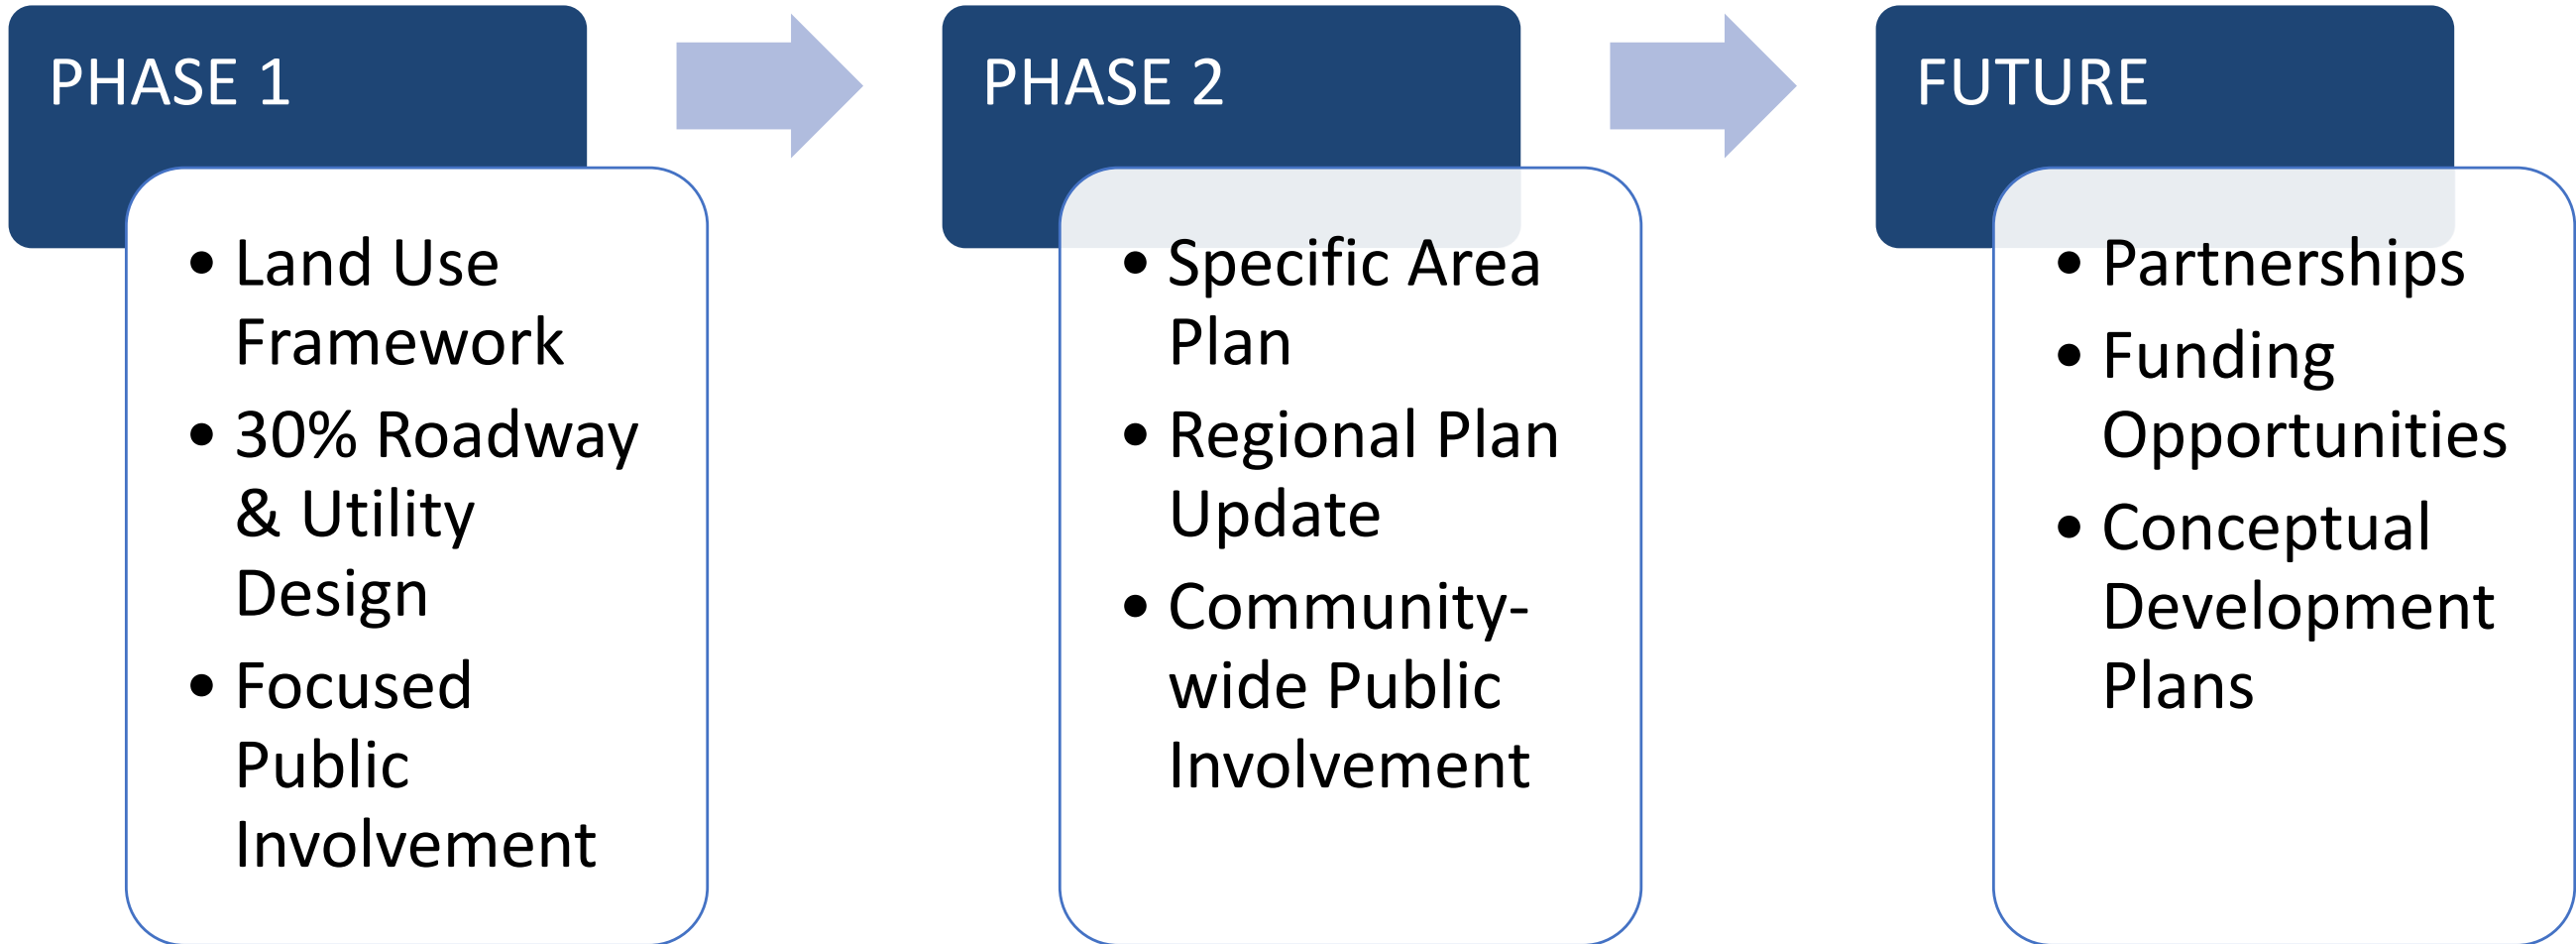 PHASE 1
• Land Use
Framework
• 30% Roadway
& Utility
Design
• Focused
Public
Involvement
PHASE 2
• Specific Area
Plan
• Regional Plan
Update
• Community-
wide Public
Involvement
FUTURE
• Partnerships
• Funding
Opportunities
• Conceptual
Development
Plans